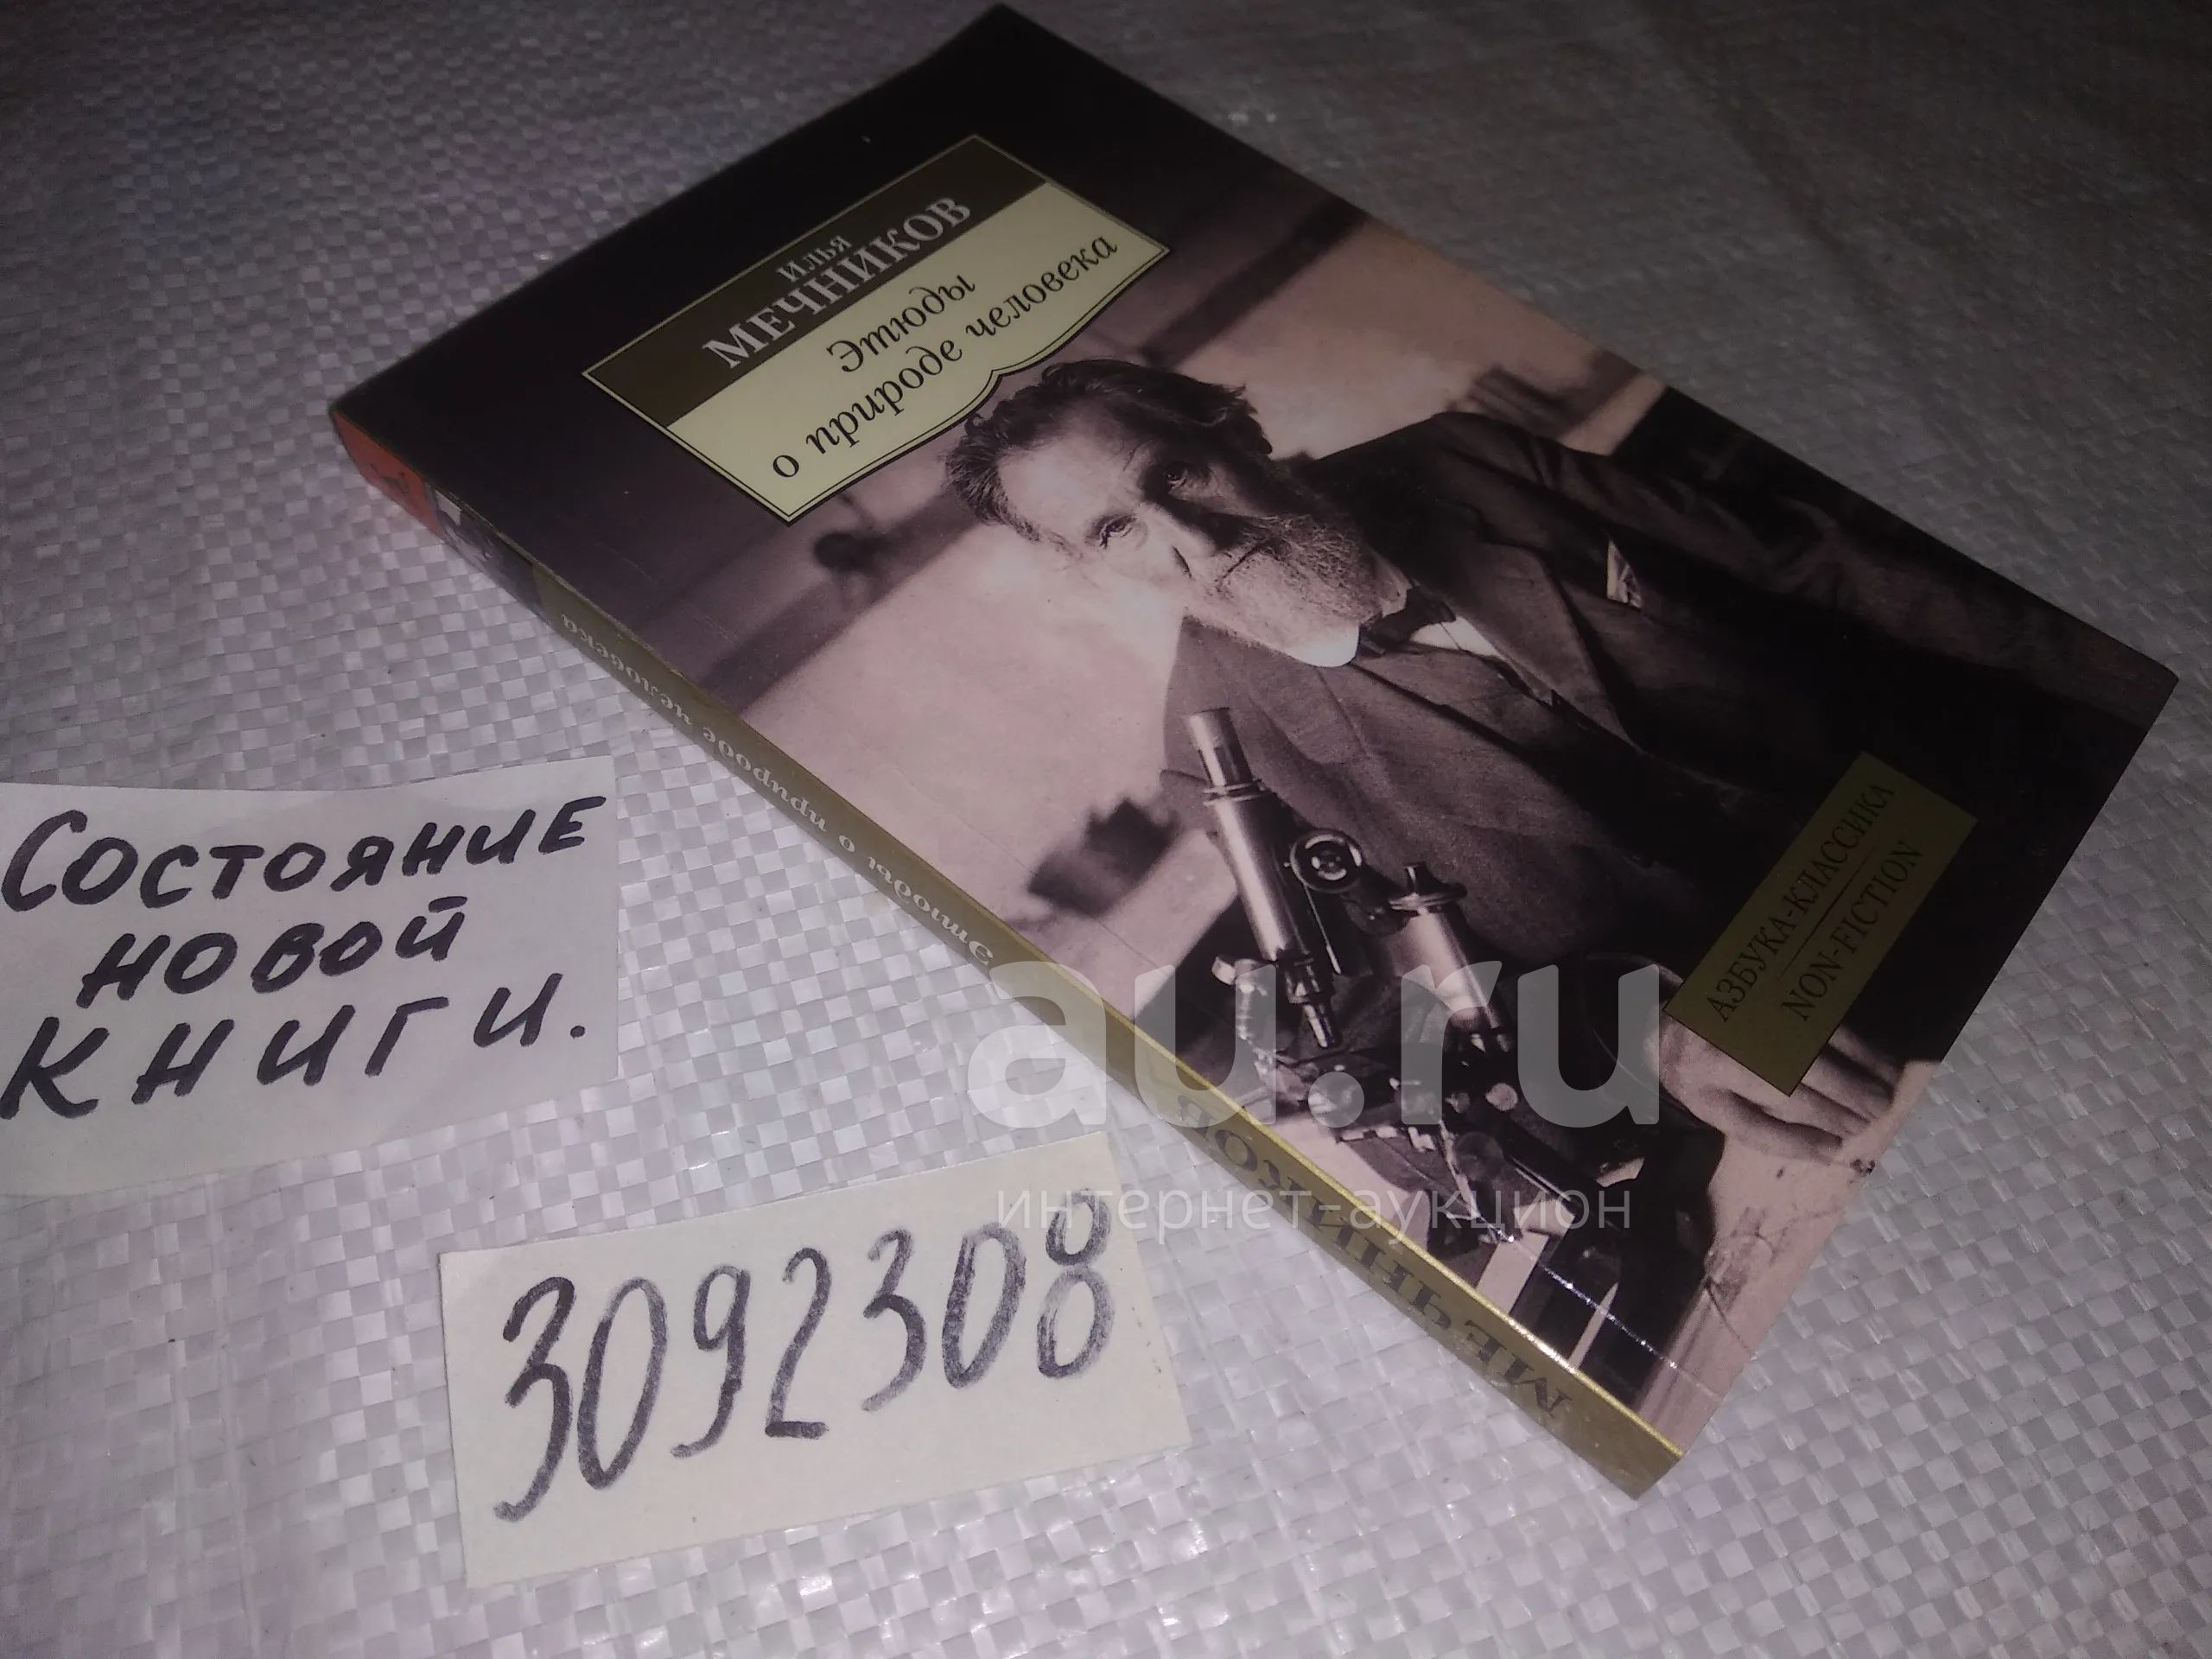 Илья
МЕЧНИКОВ
Этюды
о природе человека
Этюды о природе человека
МЕЧНИКОВ
АЗБУКА-КЛАССИКА
NON-FICTION
СОСТОЯНИЕ
НОВОЙ
КНИГИ.
3092308
au.ru
интернет-аукцион